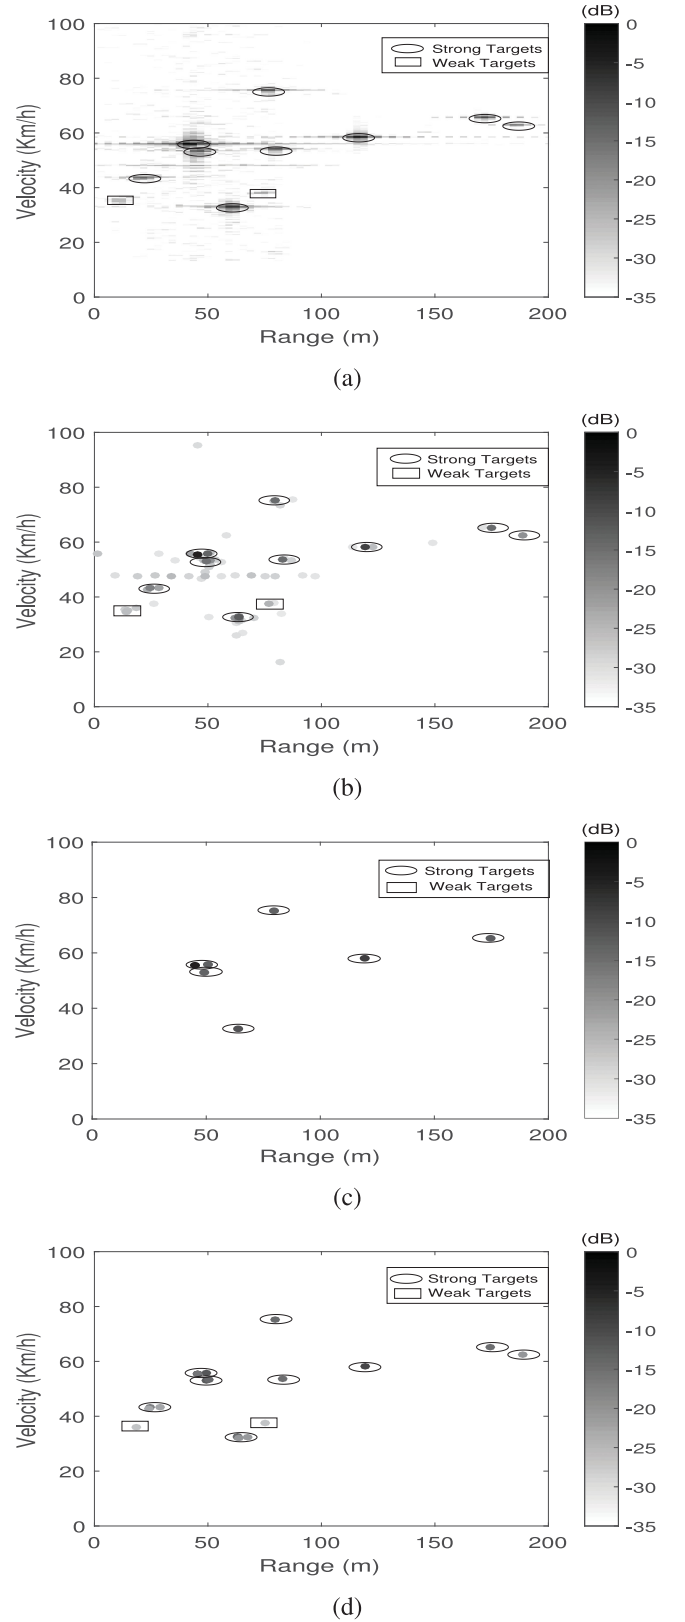 (dB)
100
80
60
40
20
0
Velocity (Km/h)
Strong Targets
Weak Targets
0
-5
-10
-15
-20
-25
-30
-35
0 50 100 150 200
Range (m)
(a)
(dB)
100
80
60
40
20
0
Velocity (Km/h)
Strong Targets
Weak Targets
0
-5
-10
-15
-20
-25
-30
-35
0 50 100 150 200
Range (m)
(b)
(dB)
100
80
60
40
20
0
Velocity (Km/h)
Strong Targets
Weak Targets
0
-5
-10
-15
-20
-25
-30
-35
0 50 100 150 200
Range (m)
(c)
(dB)
100
80
60
40
20
0
Velocity (Km/h)
Strong Targets
Weak Targets
0
-5
-10
-15
-20
-25
-30
-35
0 50 100 150 200
Range (m)
(d)